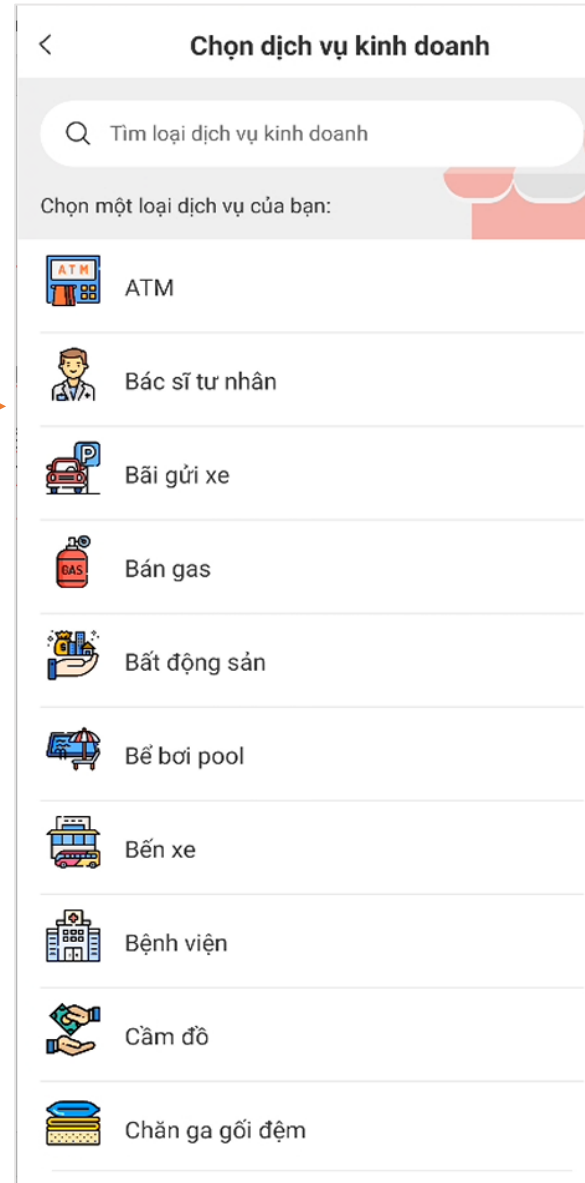 Chọn dịch vụ kinh doanh
Tìm loại dịch vụ kinh doanh
Chọn một loại dịch vụ của bạn:
ATM
ATM
Bác sĩ tư nhân
P
Bãi gửi xe
GAS
Bán gas
$
Bất động sản
Bể bơi pool
Bến xe
Bệnh viện
Cầm đồ
Chăn ga gối đệm